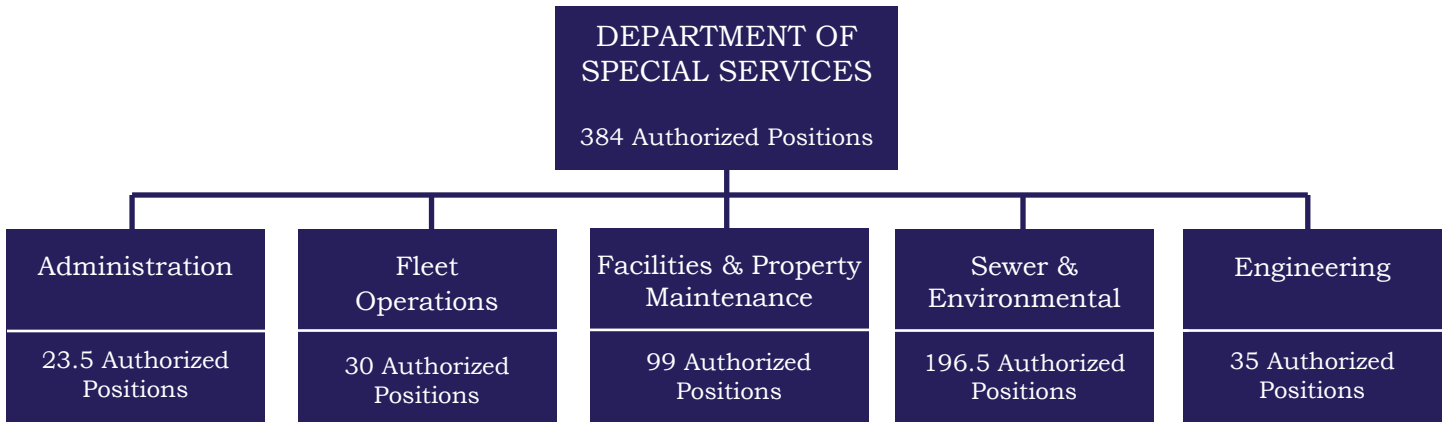 DEPARTMENT OF
SPECIAL SERVICES
384 Authorized Positions
Administration
23.5 Authorized
Positions
Fleet
Operations
30 Authorized
Positions
Facilities & Property
Maintenance
99 Authorized
Positions
Sewer &
Environmental
196.5 Authorized
Positions
Engineering
35 Authorized
Positions